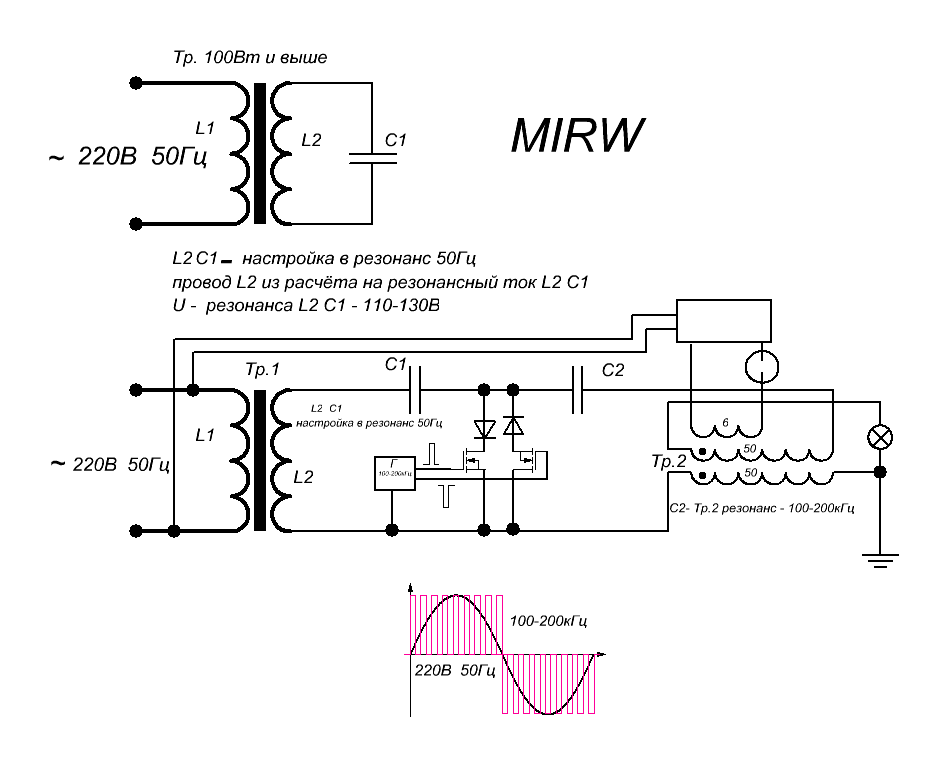 Тр. 100Вт и выше
L1
L2
C1
MIRW
~ 220В 50Гц
L2 C1 – настройка в резонанс 50Гц
провод L2 из расчёта на резонансный ток L2 C1
U - резонанса L2 C1 - 110-130В
Тр.1
C1
C2
L2 C1
настройка в резонанс 50Гц
L1
6
50
~ 220В 50Гц
L2
Г
100-200кГц
Тр.2
50
C2- Тр.2 резонанс - 100-200кГц
100-200кГц
220В 50Гц